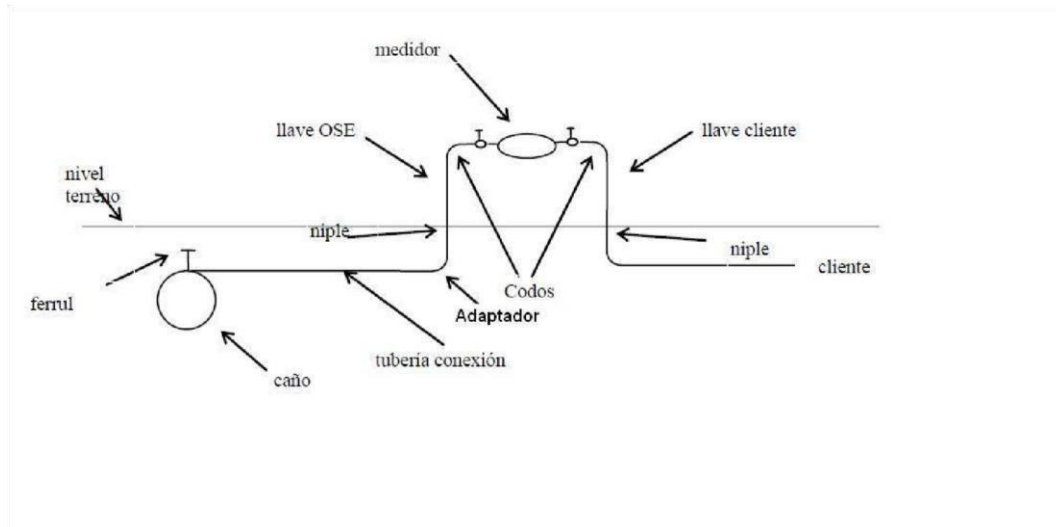 medidor
llave OSE
llave cliente
nivel
terreno
niple
niple
cliente
ferrul
Codos
Adaptador
tubería conexión
caño